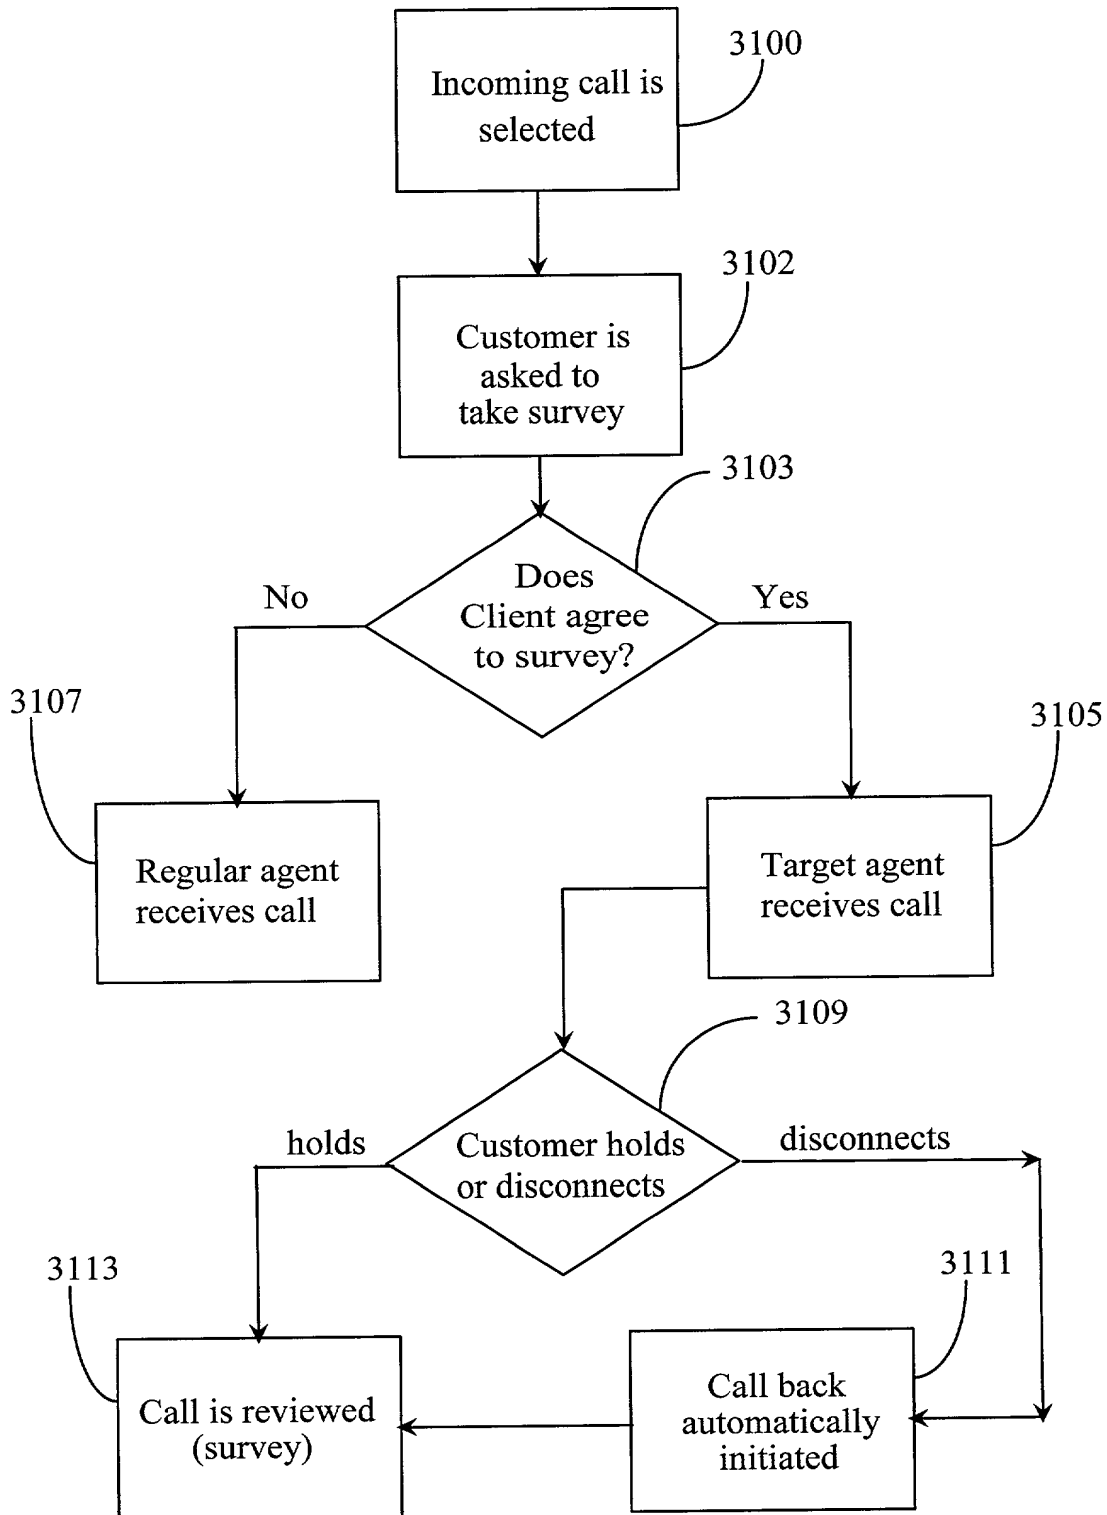 3100
Incoming call is
selected
3102
Customer is
asked to
take survey
3103
Does
Client agree
to survey?
No
Yes
3107
3105
Regular agent
receives call
Target agent
receives call
3109
Customer holds
or disconnects
holds
disconnects
3113
3111
Call is reviewed
(survey)
Call back
automatically
initiated